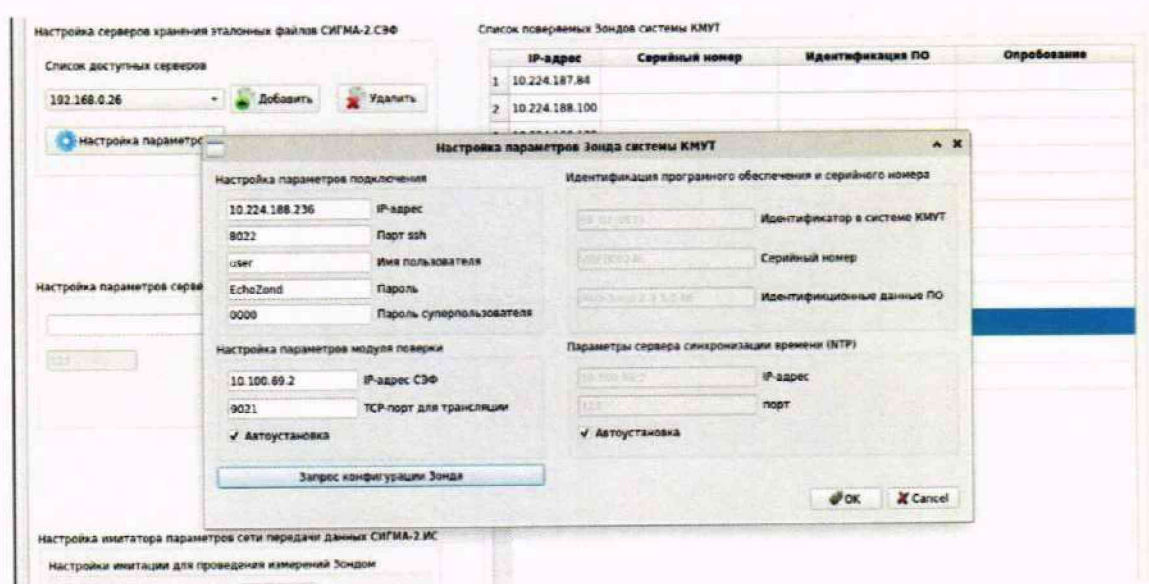 Настройка серверов хранения эталонных файлов СИГМА-2.СЭФ
Список доступных серверов
192.168.0.26
Добавить
Удалить
Настройка параметро
Настройка параметров серве
123
Список поверяемых Зондов системы КМУТ
IP-адрес Серийный номер Идентификация ПО Опробование
1 10.224.187.84
2 10.224.188.100
Настройка параметров Зонда системы КМУТ
Настройка параметров подключения
10.224.188.236 IP-адрес
8022 Порт ssh
user Имя пользователя
EchoZond Пароль
0000 Пароль суперпользователя
Настройка параметров модуля поверки
10.100.69.2 IP-адрес СЭФ
9021 TCP-порт для трансляции
Автоустановка
Запрос конфигурации Зонда
Идентификация програмного обеспечения и серийного номера
Идентификатор в системе КМУТ
Серийный номер
Идентификционные данные ПО
Параметры сервера синхронизации времени (NTP)
IP-адрес
123 порт
Автоустановка
OK
Cancel
Настройка имитатора параметров сети передачи данных СИГМА-2.ИС
Настройки имитации для проведения измерений Зондом